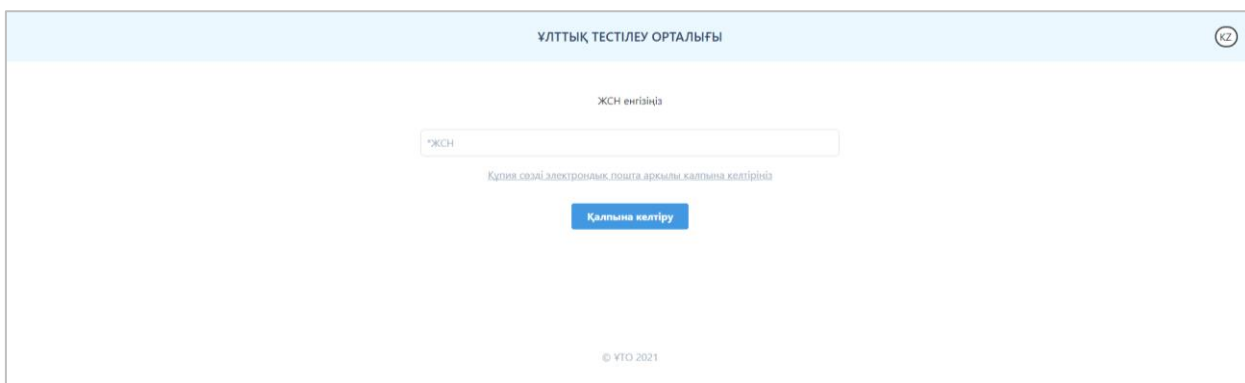 ҰЛТТЫҚ ТЕСТІЛЕУ ОРТАЛЫҒЫ
KZ
ЖСН енгізіңіз
*ЖСН
Құпия сөзді электрондық пошта арқылы қалпына келтіріңіз
Қалпына келтіру
© ҰТО 2021